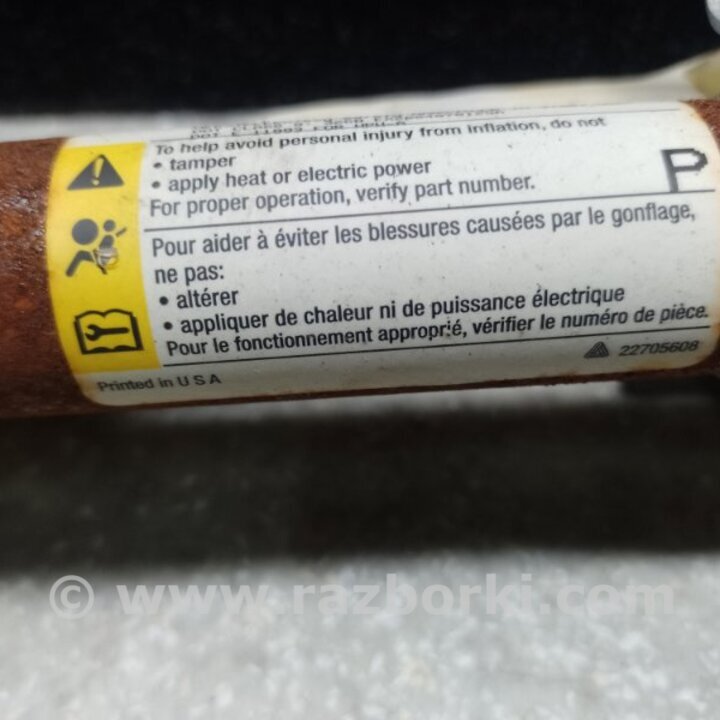 To help avoid personal injury from inflation, do not
• tamper
• apply heat or electric power
For proper operation, verify part number.
P
Pour aider à éviter les blessures causées par le gonflage,
ne pas:
• altérer
• appliquer de chaleur ni de puissance électrique
Pour le fonctionnement approprié, vérifier le numéro de pièce.
22705608
Printed in U S A
© www.razborki.com